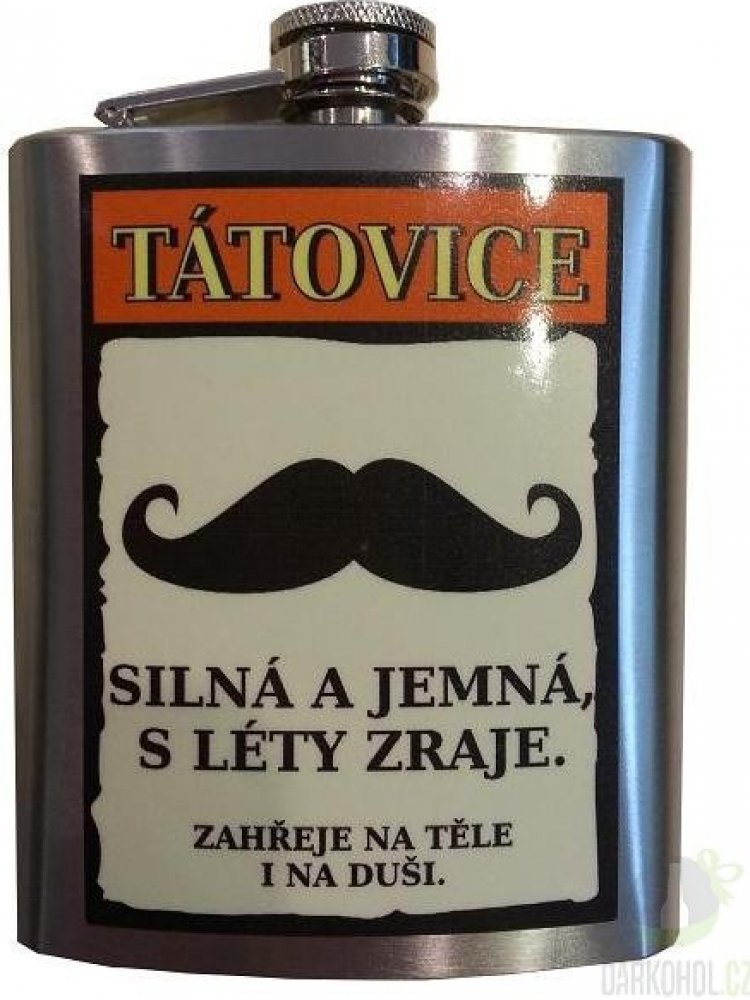 TÁTOVICE
SILNÁ A JEMNÁ,
S LÉTY ZRAJE.
ZAHŘEJE NA TĚLE
I NA DUŠI.
DARKOHOL.CZ